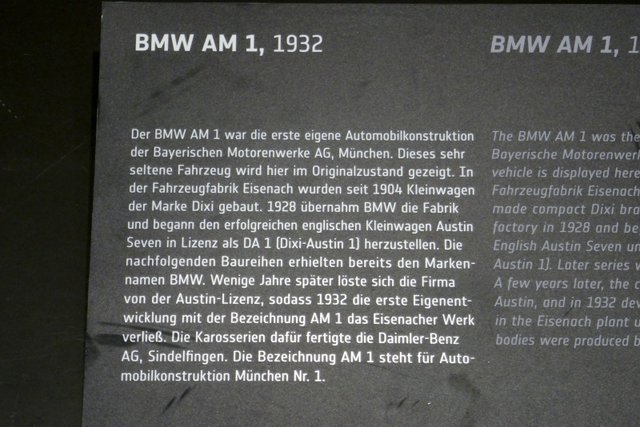 BMW AM 1, 1932
Der BMW AM 1 war die erste eigene Automobilkonstruktion
der Bayerischen Motorenwerke AG, München. Dieses sehr
seltene Fahrzeug wird hier im Originalzustand gezeigt. In
der Fahrzeugfabrik Eisenach wurden seit 1904 Kleinwagen
der Marke Dixi gebaut. 1928 übernahm BMW die Fabrik
und begann den erfolgreichen englischen Kleinwagen Austin
Seven in Lizenz als DA 1 (Dixi-Austin 1) herzustellen. Die
nachfolgenden Baureihen erhielten bereits den Marken-
namen BMW. Wenige Jahre später löste sich die Firma
von der Austin-Lizenz, sodass 1932 die erste Eigenent-
wicklung mit der Bezeichnung AM 1 das Eisenacher Werk
verließ. Die Karosserien dafür fertigte die Daimler-Benz
AG, Sindelfingen. Die Bezeichnung AM 1 steht für Auto-
mobilkonstruktion München Nr. 1.
BMW AM 1, 1
The BMW AM 1 was the
Bayerische Motorenwerk
vehicle is displayed here
Fahrzeugfabrik Eisenach
made compact Dixi bra
factory in 1928 and be
English Austin Seven un
Austin 1). Later series
A few years later, the
Austin, and in 1932 dev
in the Eisenach plant
bodies were produced b